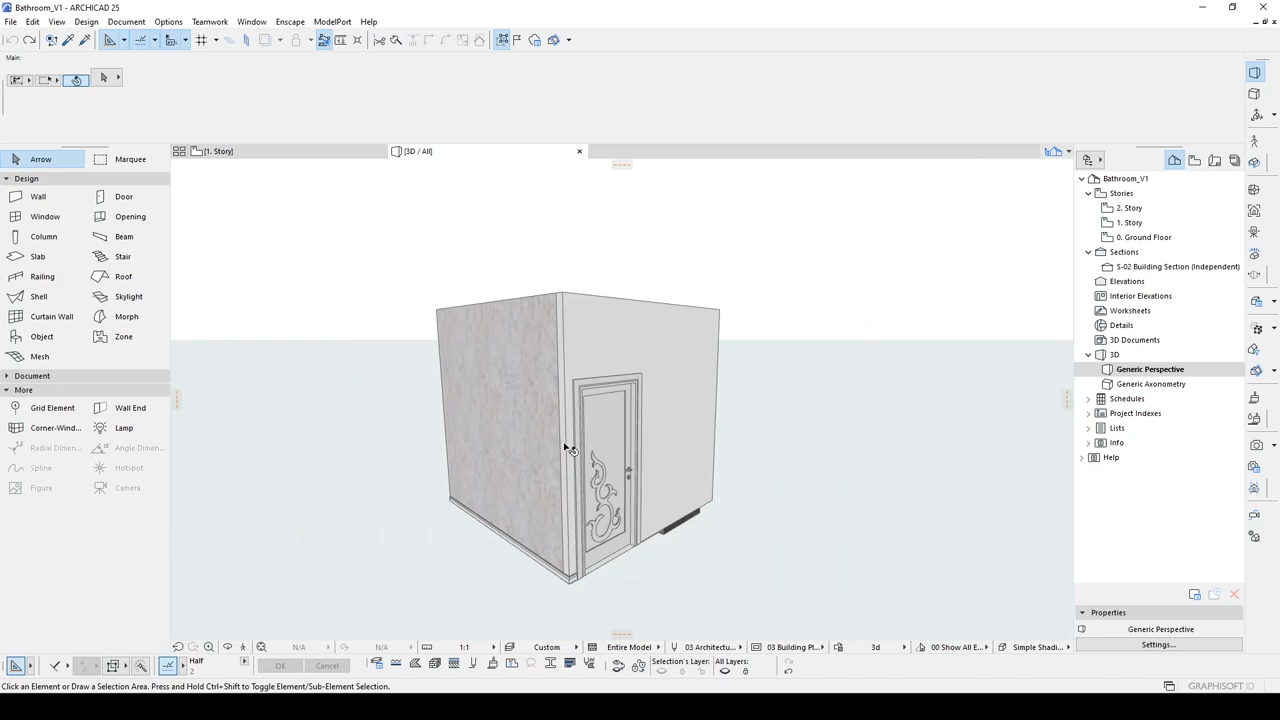 Bathroom_V1 - ARCHICAD 25
File Edit View Design Document Options Teamwork Window Enscape ModelPort Help
Main:
[1. Story] [3D / All]
Arrow Marquee
Design
Wall Door
Window Opening
Column Beam
Slab Stair
Railing Roof
Shell Skylight
Curtain Wall Morph
Object Zone
Mesh
Document
More
Grid Element Wall End
Corner-Wind... Lamp
Radial Dimen... Angle Dimen...
Spline Hotspot
Figure Camera
Bathroom_V1
Stories
2. Story
1. Story
0. Ground Floor
Sections
S-02 Building Section (Independent)
Elevations
Interior Elevations
Worksheets
Details
3D Documents
3D
Generic Perspective
Generic Axonometry
Schedules
Project Indexes
Lists
Info
Help
Properties
Generic Perspective
Settings...
N/A N/A 1:1 Custom Entire Model 03 Architectu... 03 Building Pl... 3d 00 Show All E... Simple Shadi...
Half
2
OK Cancel
Selection's Layer: All Layers:
Click an Element or Draw a Selection Area. Press and Hold Ctrl+Shift to Toggle Element/Sub-Element Selection.
GRAPHISOFT ID